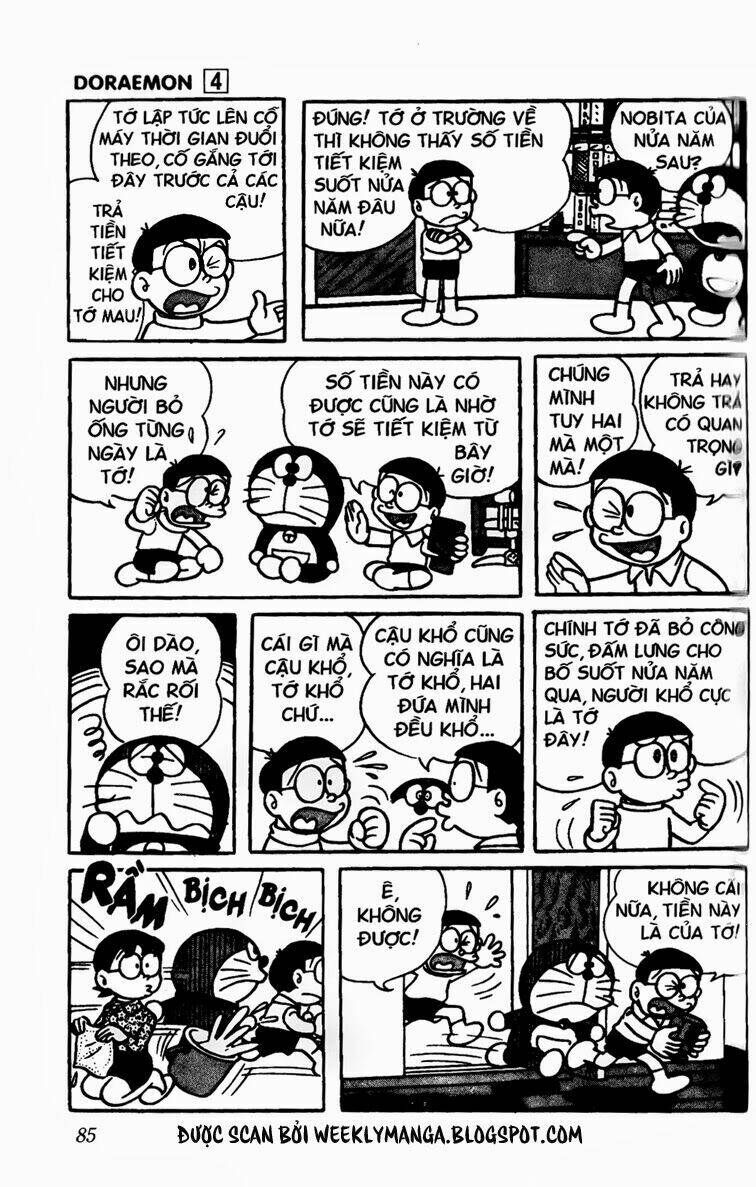 DORAEMON 4
NOBITA CỦA
NỬA NĂM
SAU?
ĐÚNG! TỚ Ở TRƯỜNG VỀ
THÌ KHÔNG THẤY SỐ TIỀN
TIẾT KIỆM
SUỐT NỬA
NĂM ĐÂU
NỮA!
TỚ LẬP TỨC LÊN CỖ
MÁY THỜI GIAN ĐUỔI
THEO, CỐ GẮNG TỚI
ĐÂY TRƯỚC CẢ CÁC
CẬU!
TRẢ
TIỀN
TIẾT
KIỆM
CHO
TỚ MAU!
TRẢ HAY
KHÔNG TRẢ
CÓ QUAN
TRỌNG
GÌ?
CHÚNG
MÌNH
TUY HAI
MÀ MỘT
MÀ!
SỐ TIỀN NÀY CÓ
ĐƯỢC CŨNG LÀ NHỜ
TỚ SẼ TIẾT KIỆM TỪ
BÂY
GIỜ!
NHƯNG
NGƯỜI BỎ
ỐNG TỪNG
NGÀY LÀ
TỚ!
CHÍNH TỚ ĐÃ BỎ CÔNG
SỨC, ĐẤM LƯNG CHO
BỐ SUỐT NỬA NĂM
QUA, NGƯỜI KHỔ CỰC
LÀ TỚ
ĐÂY!
CẬU KHỔ CŨNG
CÓ NGHĨA LÀ
TỚ KHỔ, HAI
ĐỨA MÌNH
ĐỀU KHỔ...
CÁI GÌ MÀ
CẬU KHỔ,
TỚ KHỔ
CHỨ...
ÔI DÀO,
SAO MÀ
RẮC RỐI
THẾ!
KHÔNG CÃI
NỮA, TIỀN NÀY
LÀ CỦA TỚ!
Ê,
KHÔNG
ĐƯỢC!
RẦM
BỊCH BỊCH
85
ĐƯỢC SCAN BỞI WEEKLYMANGA.BLOGSPOT.COM